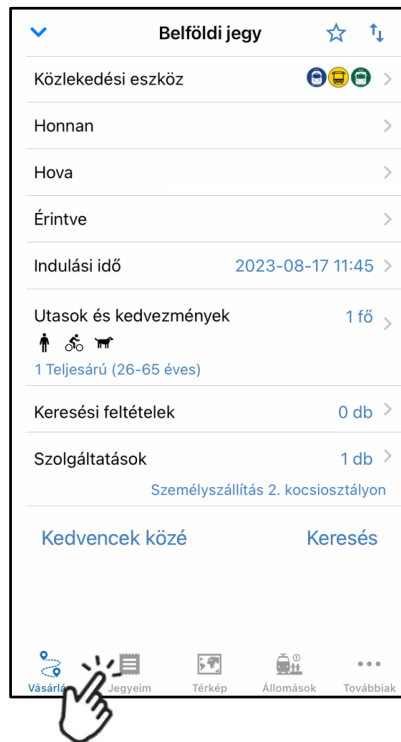 Belföldi jegy
Közlekedési eszköz
Honnan
Hova
Érintve
Indulási idő 2023-08-17 11:45
Utasok és kedvezmények 1 fő
1 Teljesárú (26-65 éves)
Keresési feltételek 0 db
Szolgáltatások 1 db
Személyszállítás 2. kocsiosztályon
Kedvencek közé Keresés
Jegyeim Térkép Állomások Továbbiak